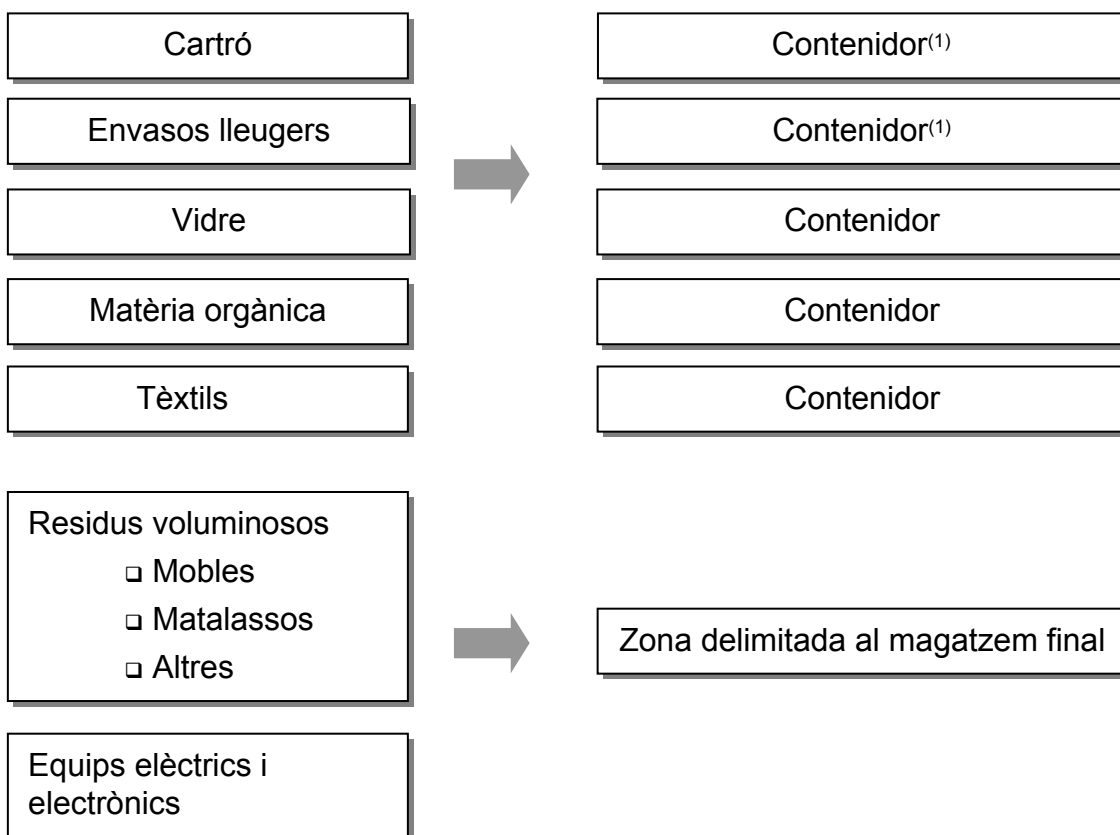 Cartró
Contenidor(1)
Envasos lleugers
Contenidor(1)
Vidre
Contenidor
Matèria orgànica
Contenidor
Tèxtils
Contenidor
Residus voluminosos
❑ Mobles
❑ Matalassos
❑ Altres
Zona delimitada al magatzem final
Equips elèctrics i
electrònics